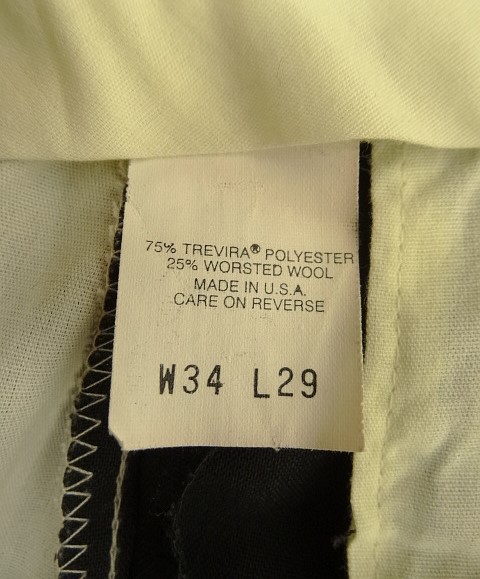 75% TREVIRA® POLYESTER
25% WORSTED WOOL
MADE IN U.S.A.
CARE ON REVERSE
W34 L29